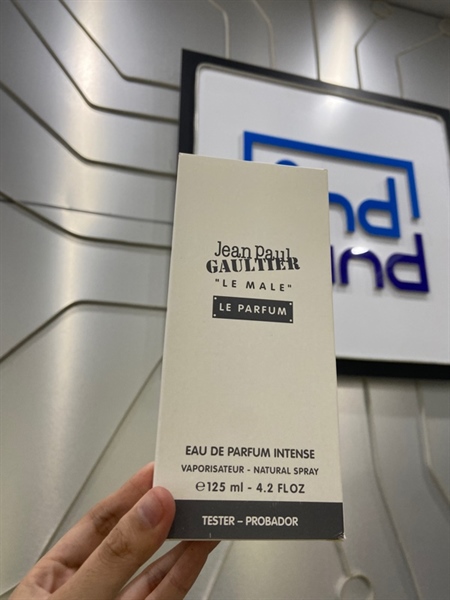 Jean Paul
GAULTIER
"LE MALE"
LE PARFUM
EAU DE PARFUM INTENSE
VAPORISATEUR - NATURAL SPRAY
℮125 ml - 4.2 FLOZ
TESTER – PROBADOR